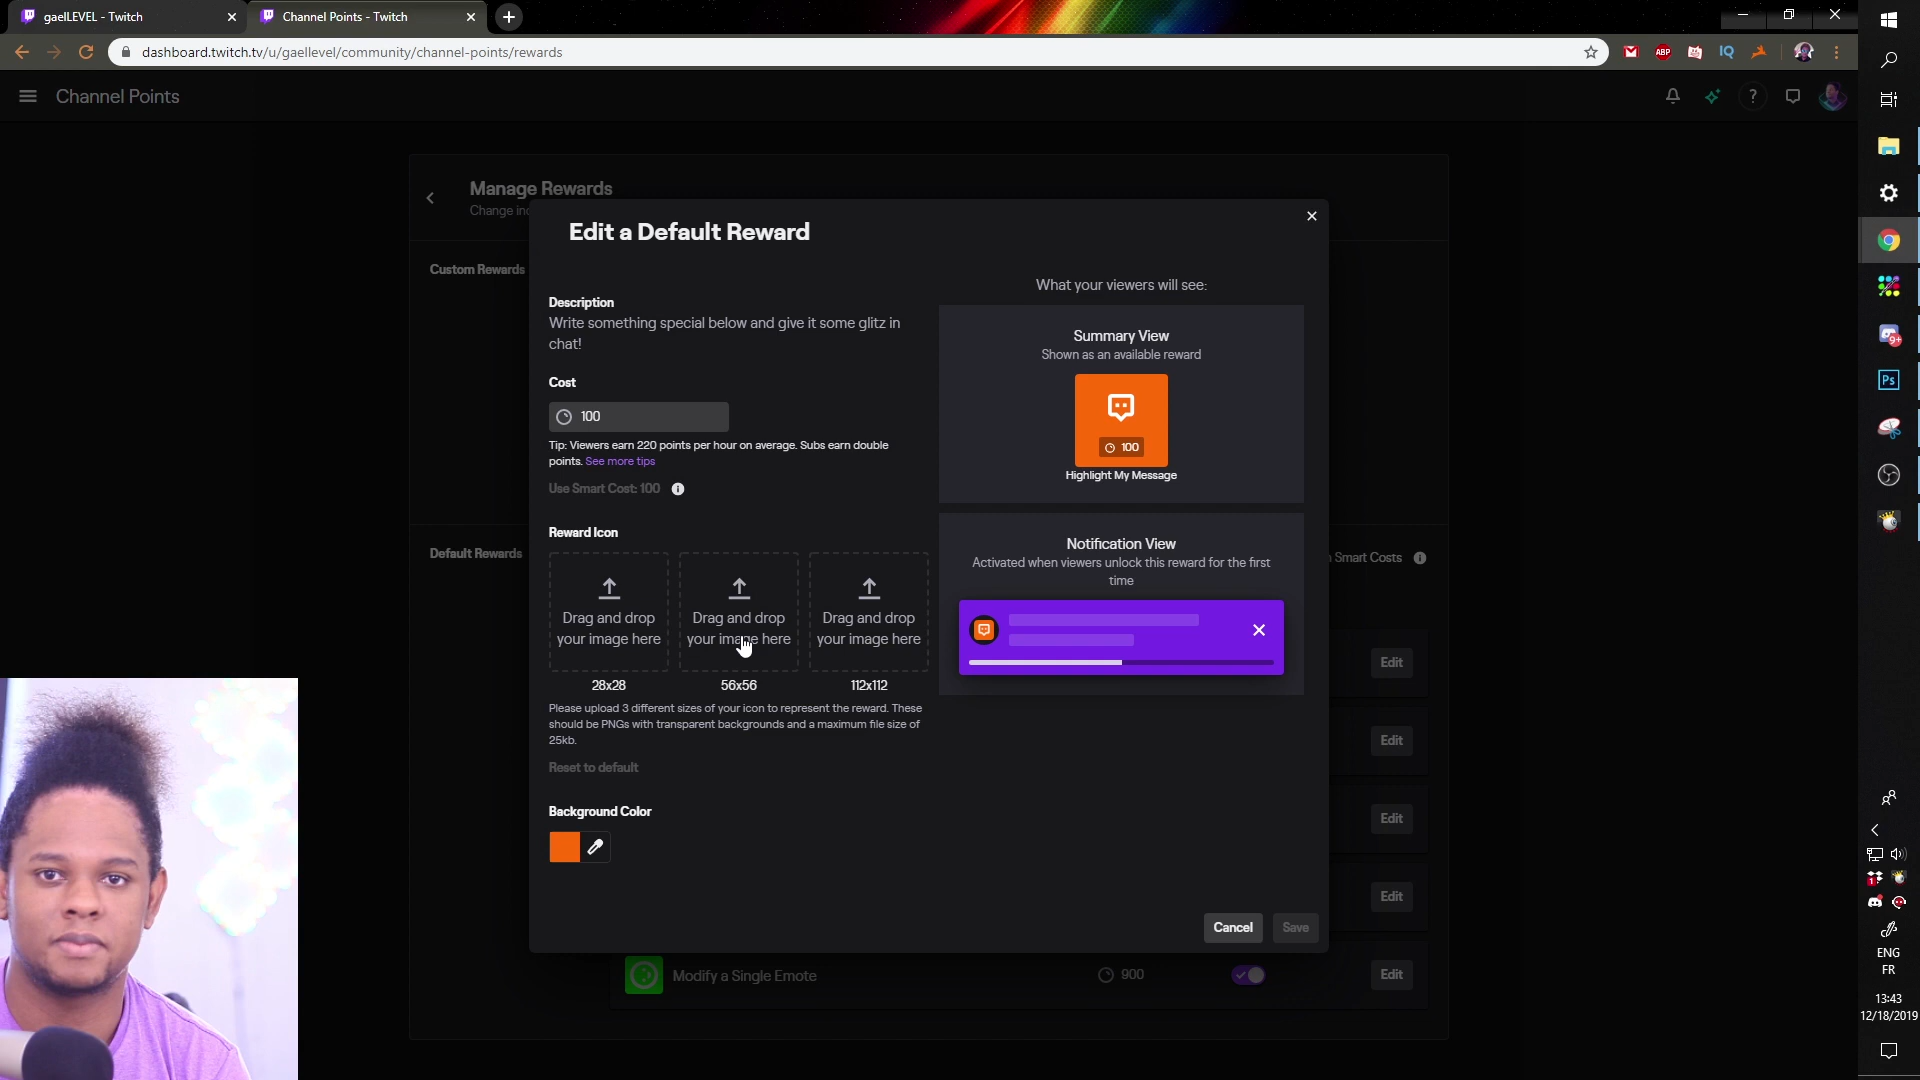 gaelLEVEL - Twitch
Channel Points - Twitch
dashboard.twitch.tv/u/gaellevel/community/channel-points/rewards
ABP
IQ
Channel Points
?
Manage Rewards
Change in
Custom Rewards
Default Rewards
Smart Costs
Edit a Default Reward
Description
Write something special below and give it some glitz in
chat!
Cost
100
Tip: Viewers earn 220 points per hour on average. Subs earn double
points. See more tips
Use Smart Cost: 100
Reward Icon
Drag and drop
your image here
28x28
Drag and drop
your image here
56x56
Drag and drop
your image here
112x112
Please upload 3 different sizes of your icon to represent the reward. These
should be PNGs with transparent backgrounds and a maximum file size of
25kb.
Reset to default
Background Color
What your viewers will see:
Summary View
Shown as an available reward
100
Highlight My Message
Notification View
Activated when viewers unlock this reward for the first
time
Cancel
Save
Edit
Edit
Edit
Edit
Modify a Single Emote
900
Edit
9+
Ps
1
ENG
FR
13:43
12/18/2019